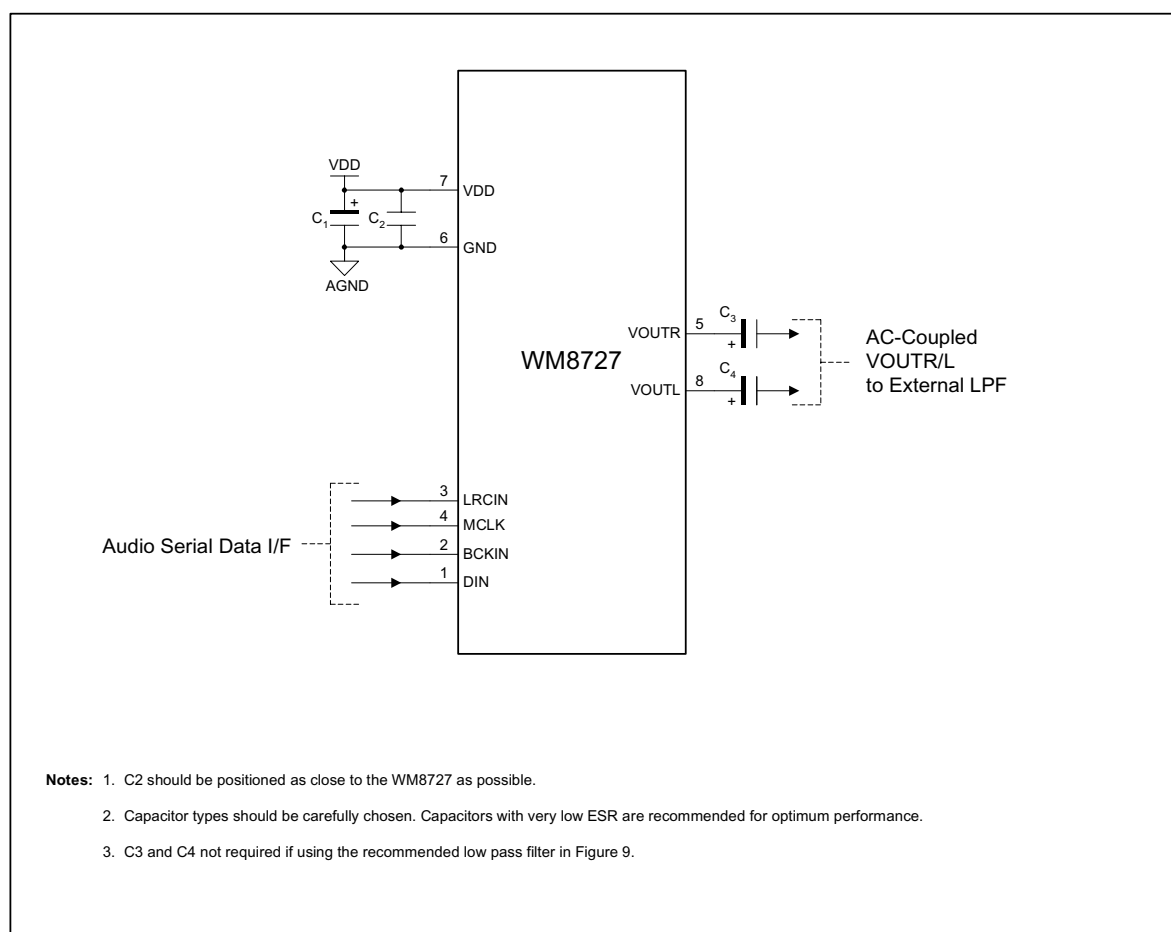 VDD
7
VDD
+
C1
C2
6
GND
AGND
WM8727
VOUTR
5
C3
+
VOUTL
8
C4
+
AC-Coupled
VOUTR/L
to External LPF
Audio Serial Data I/F
3
LRCIN
4
MCLK
2
BCKIN
1
DIN
Notes: 1. C2 should be positioned as close to the WM8727 as possible.
2. Capacitor types should be carefully chosen. Capacitors with very low ESR are recommended for optimum performance.
3. C3 and C4 not required if using the recommended low pass filter in Figure 9.